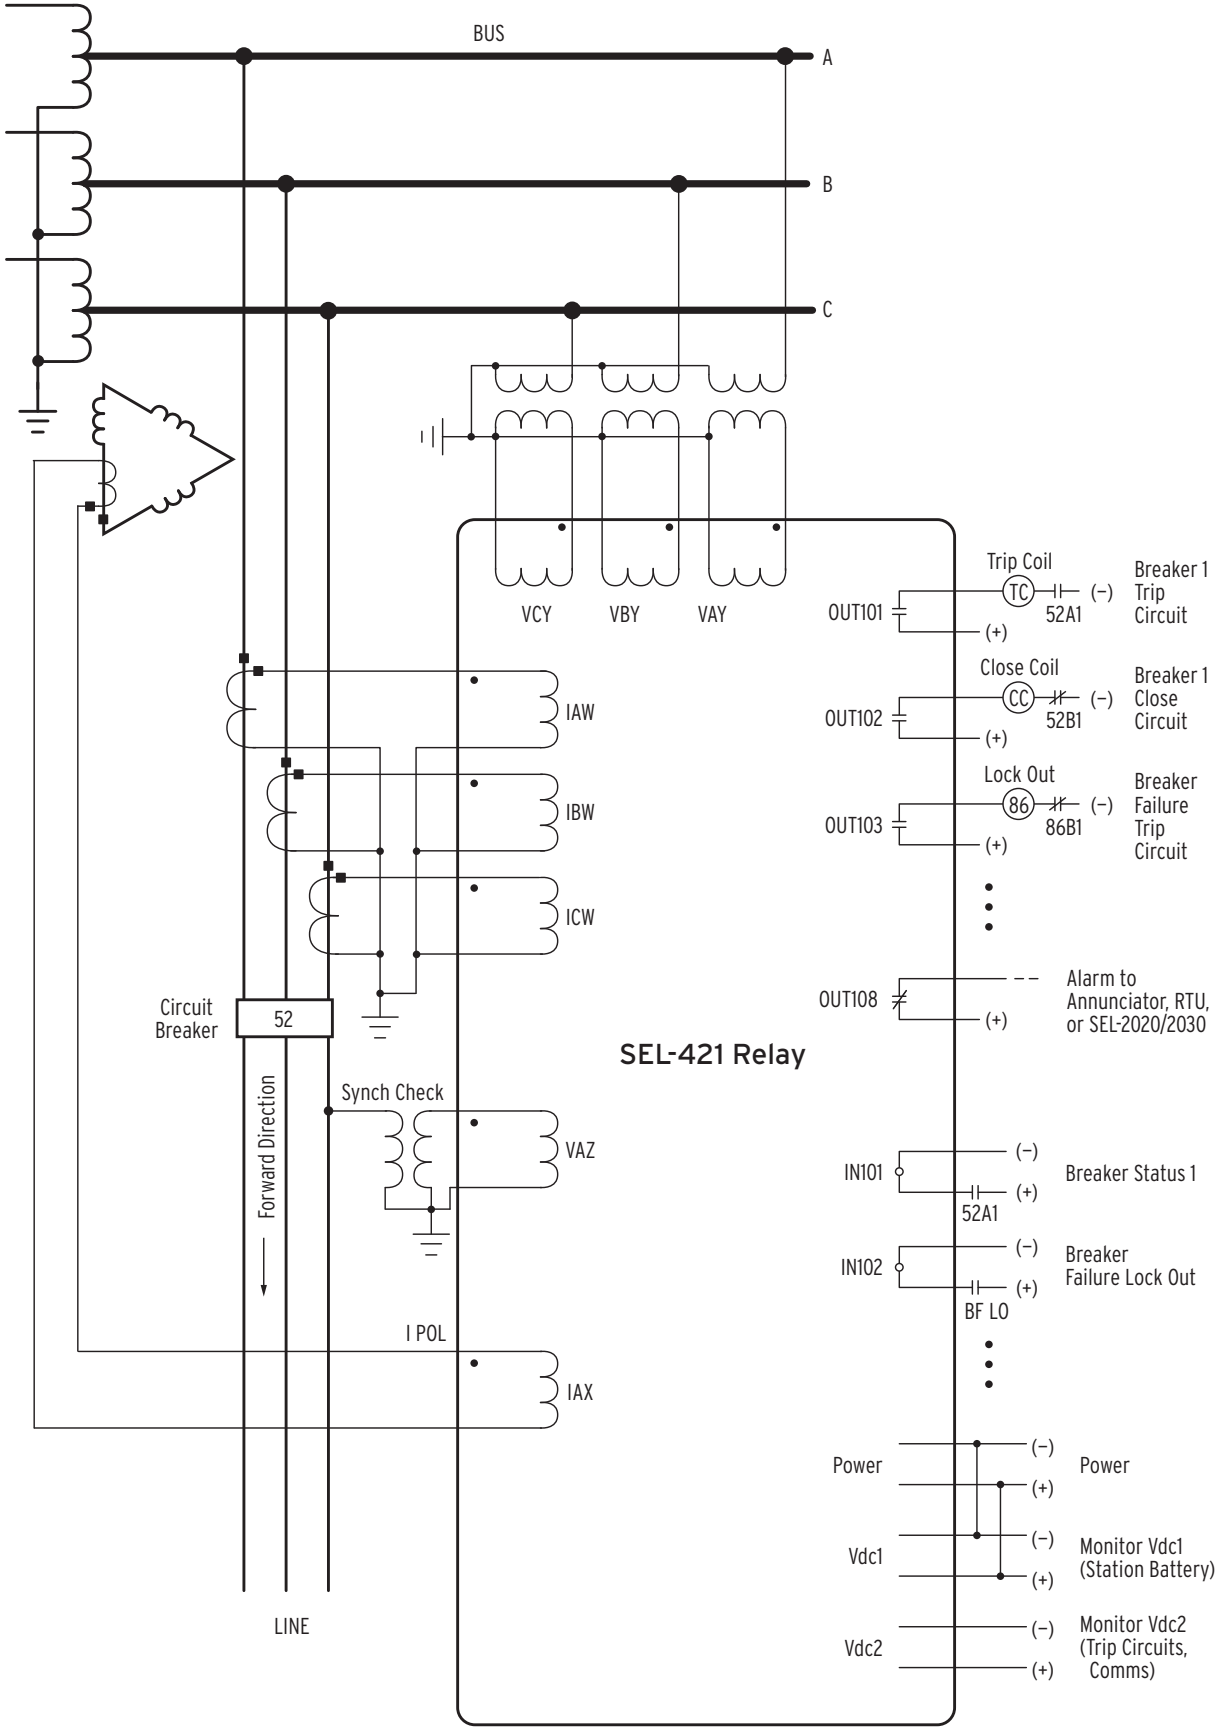 BUS
A
B
C
VCY
VBY
VAY
Trip Coil
TC
52A1
(–)
(+)
OUT101
Breaker 1
Trip
Circuit
Close Coil
CC
52B1
(–)
(+)
OUT102
Breaker 1
Close
Circuit
Lock Out
86
86B1
(–)
(+)
OUT103
Breaker
Failure
Trip
Circuit
IAW
IBW
ICW
Circuit
Breaker
52
OUT108
(+)
Alarm to
Annunciator, RTU,
or SEL-2020/2030
SEL-421 Relay
Forward Direction
Synch Check
VAZ
IN101
(–)
(+)
52A1
Breaker Status 1
IN102
(–)
(+)
BF LO
Breaker
Failure Lock Out
I POL
IAX
Power
(–)
(+)
Power
Vdc1
(–)
(+)
Monitor Vdc1
(Station Battery)
LINE
Vdc2
(–)
(+)
Monitor Vdc2
(Trip Circuits,
Comms)